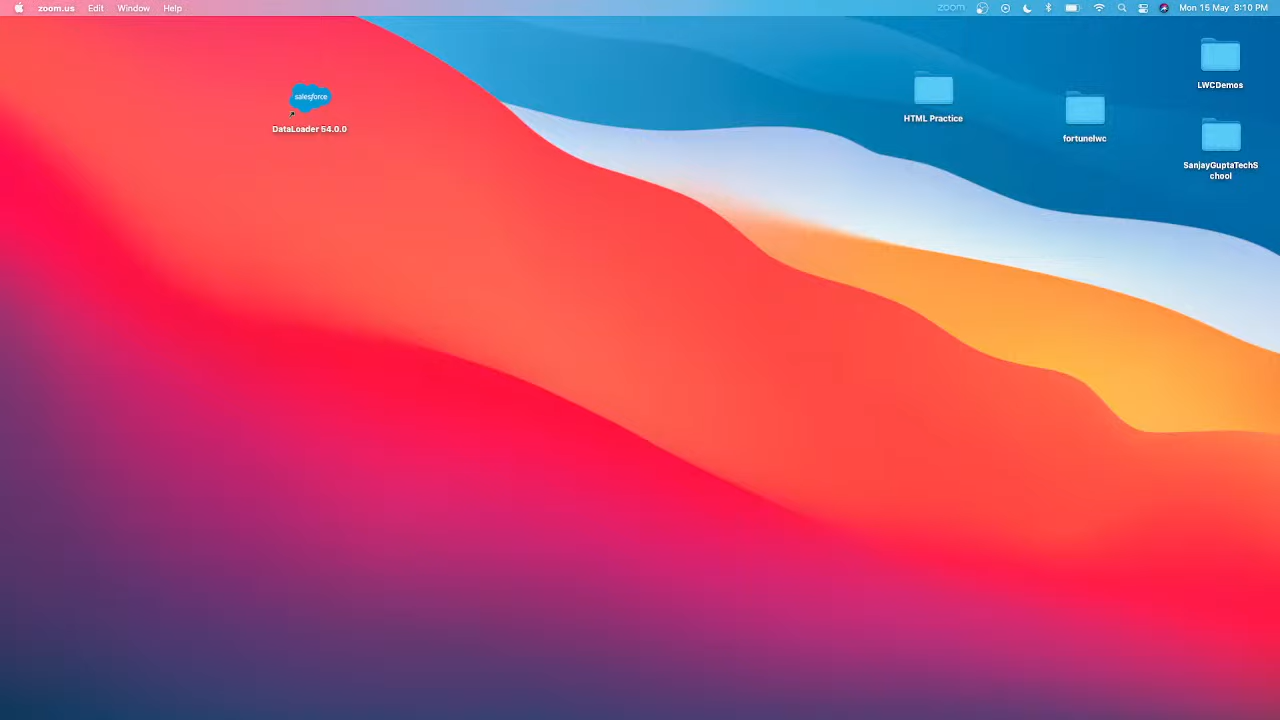 zoom.us Edit Window Help
zoom Mon 15 May 8:10 PM
salesforce
DataLoader 54.0.0
HTML Practice
fortunelwc
LWCDemos
SanjayGuptaTechS
chool